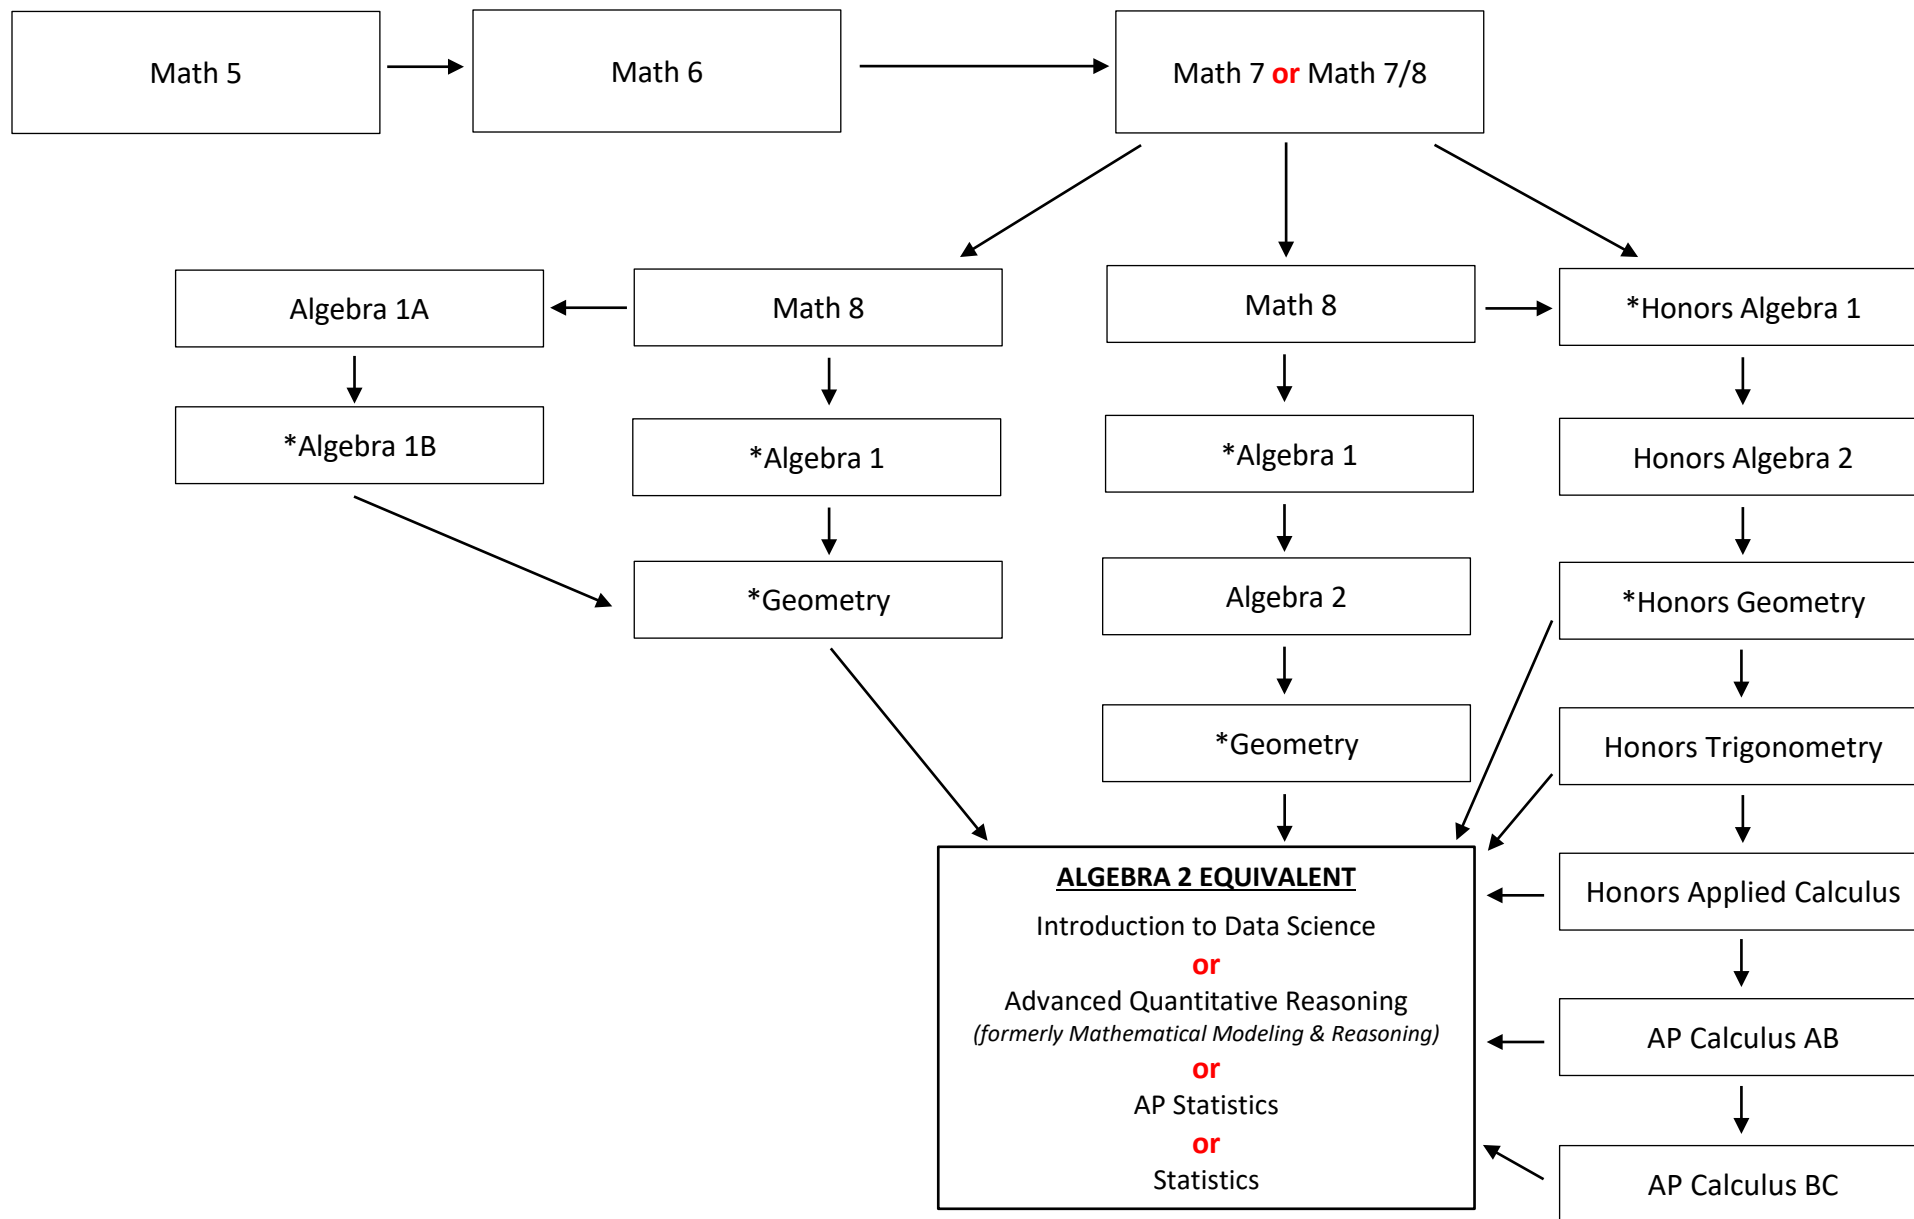 Math 5
Math 6
Math 7 or Math 7/8
Algebra 1A
Math 8
Math 8
*Honors Algebra 1
*Algebra 1B
*Algebra 1
*Algebra 1
Honors Algebra 2
*Geometry
Algebra 2
*Honors Geometry
*Geometry
Honors Trigonometry
ALGEBRA 2 EQUIVALENT
Introduction to Data Science
or
Advanced Quantitative Reasoning
(formerly Mathematical Modeling & Reasoning)
or
AP Statistics
or
Statistics
Honors Applied Calculus
AP Calculus AB
AP Calculus BC